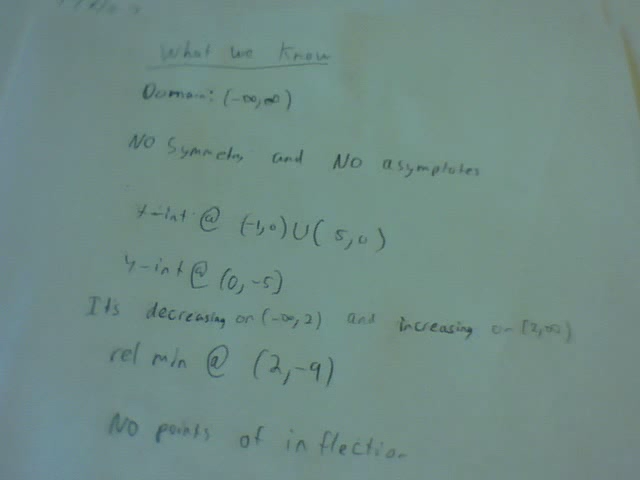 What we Know
Domain: (-∞,∞)
NO Symmetry and NO asymptotes
x-int @ (-1,0)U( 5,0)
y-int @ (0,-5)
It's decreasing on (-∞,2) and increasing on [2,∞)
rel min @ (2,-9)
NO points of inflection